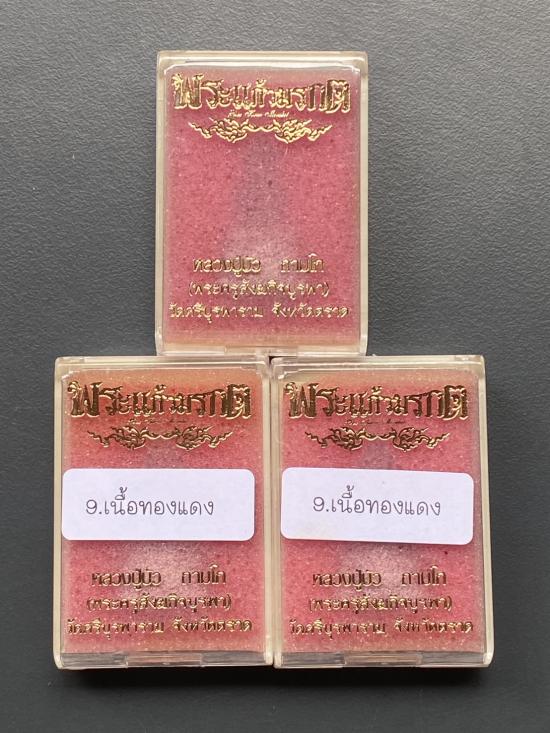 พระแก้วมรกต
หลวงปู่บัว ถามโก
(พระครูสังฆกิจบูรพา)
วัดศรีบูรพาราม จังหวัดตราด
พระแก้วมรกต
9.เนื้อทองแดง
หลวงปู่บัว ถามโก
(พระครูสังฆกิจบูรพา)
วัดศรีบูรพาราม จังหวัดตราด
พระแก้วมรกต
9.เนื้อทองแดง
หลวงปู่บัว ถามโก
(พระครูสังฆกิจบูรพา)
วัดศรีบูรพาราม จังหวัดตราด